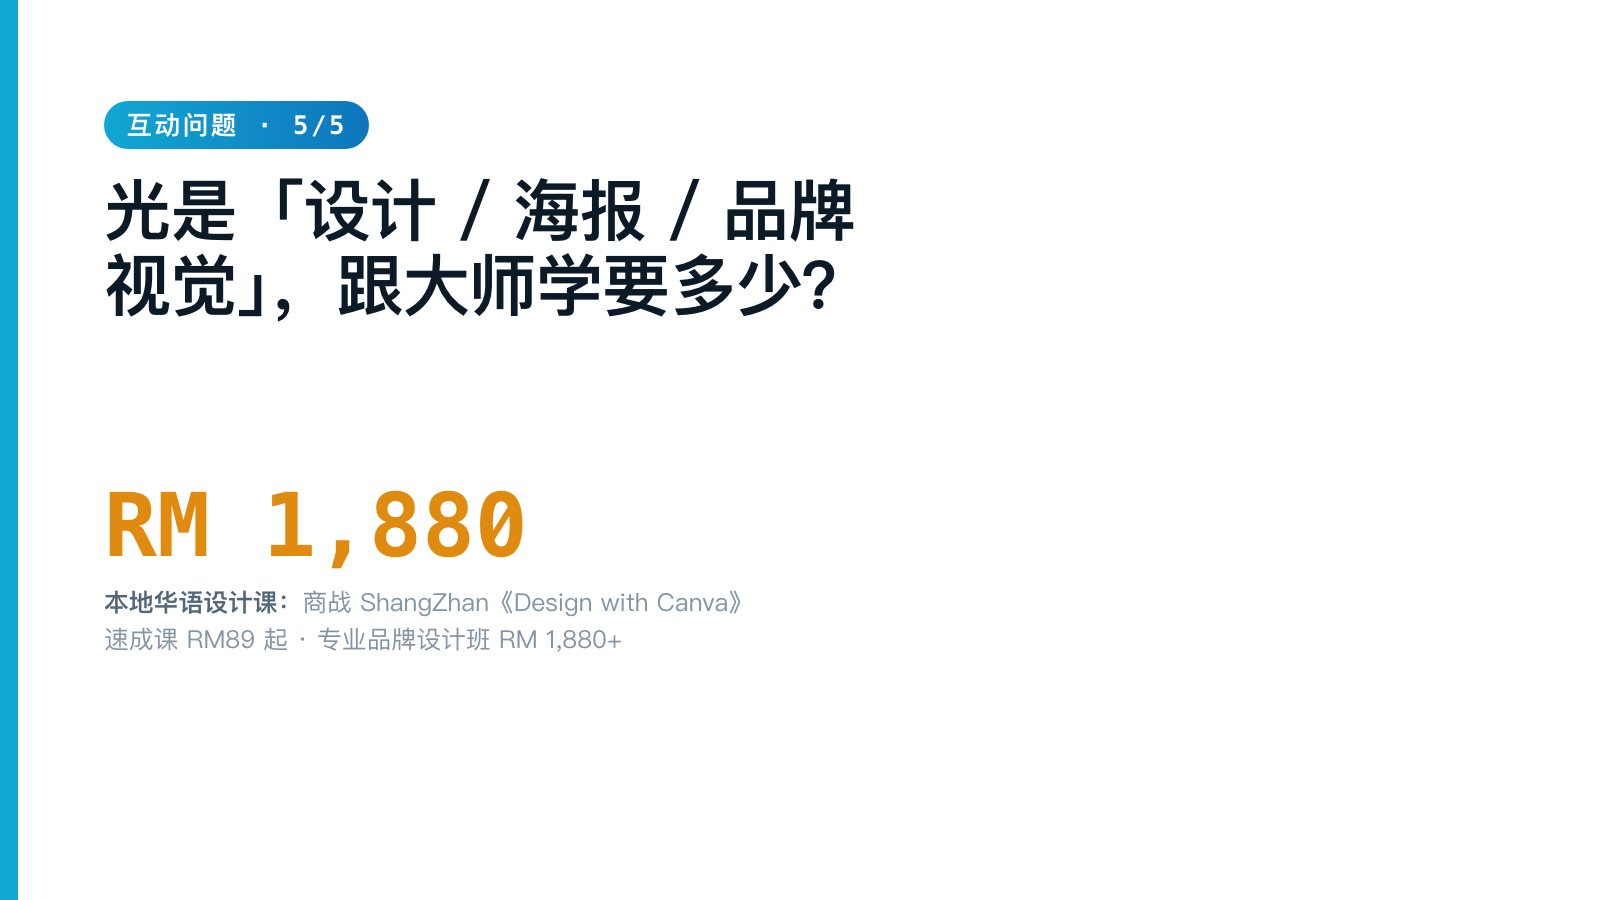 互动问题 · 5/5
光是「设计 / 海报 / 品牌
视觉」，跟大师学要多少？
RM 1,880
本地华语设计课：商战 ShangZhan《Design with Canva》
速成课 RM89 起 · 专业品牌设计班 RM 1,880+